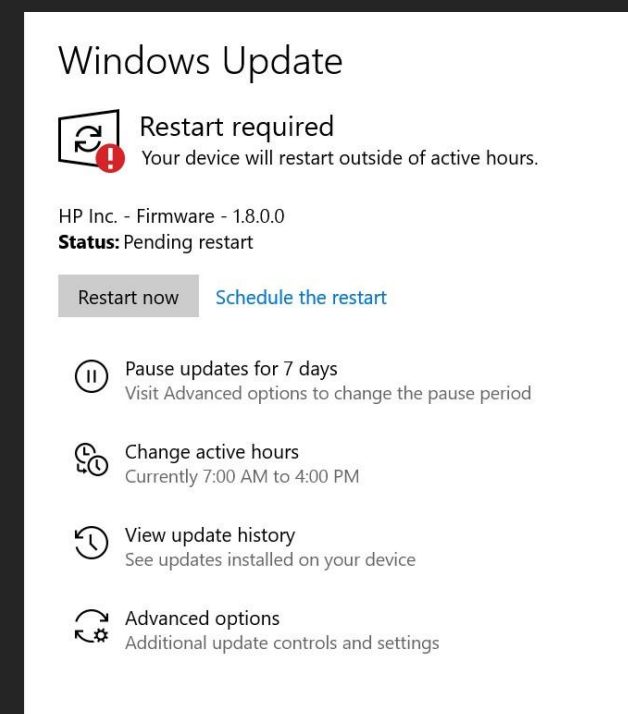 Windows Update
Restart required
Your device will restart outside of active hours.
HP Inc. - Firmware - 1.8.0.0
Status: Pending restart
Restart now
Schedule the restart
Pause updates for 7 days
Visit Advanced options to change the pause period
Change active hours
Currently 7:00 AM to 4:00 PM
View update history
See updates installed on your device
Advanced options
Additional update controls and settings